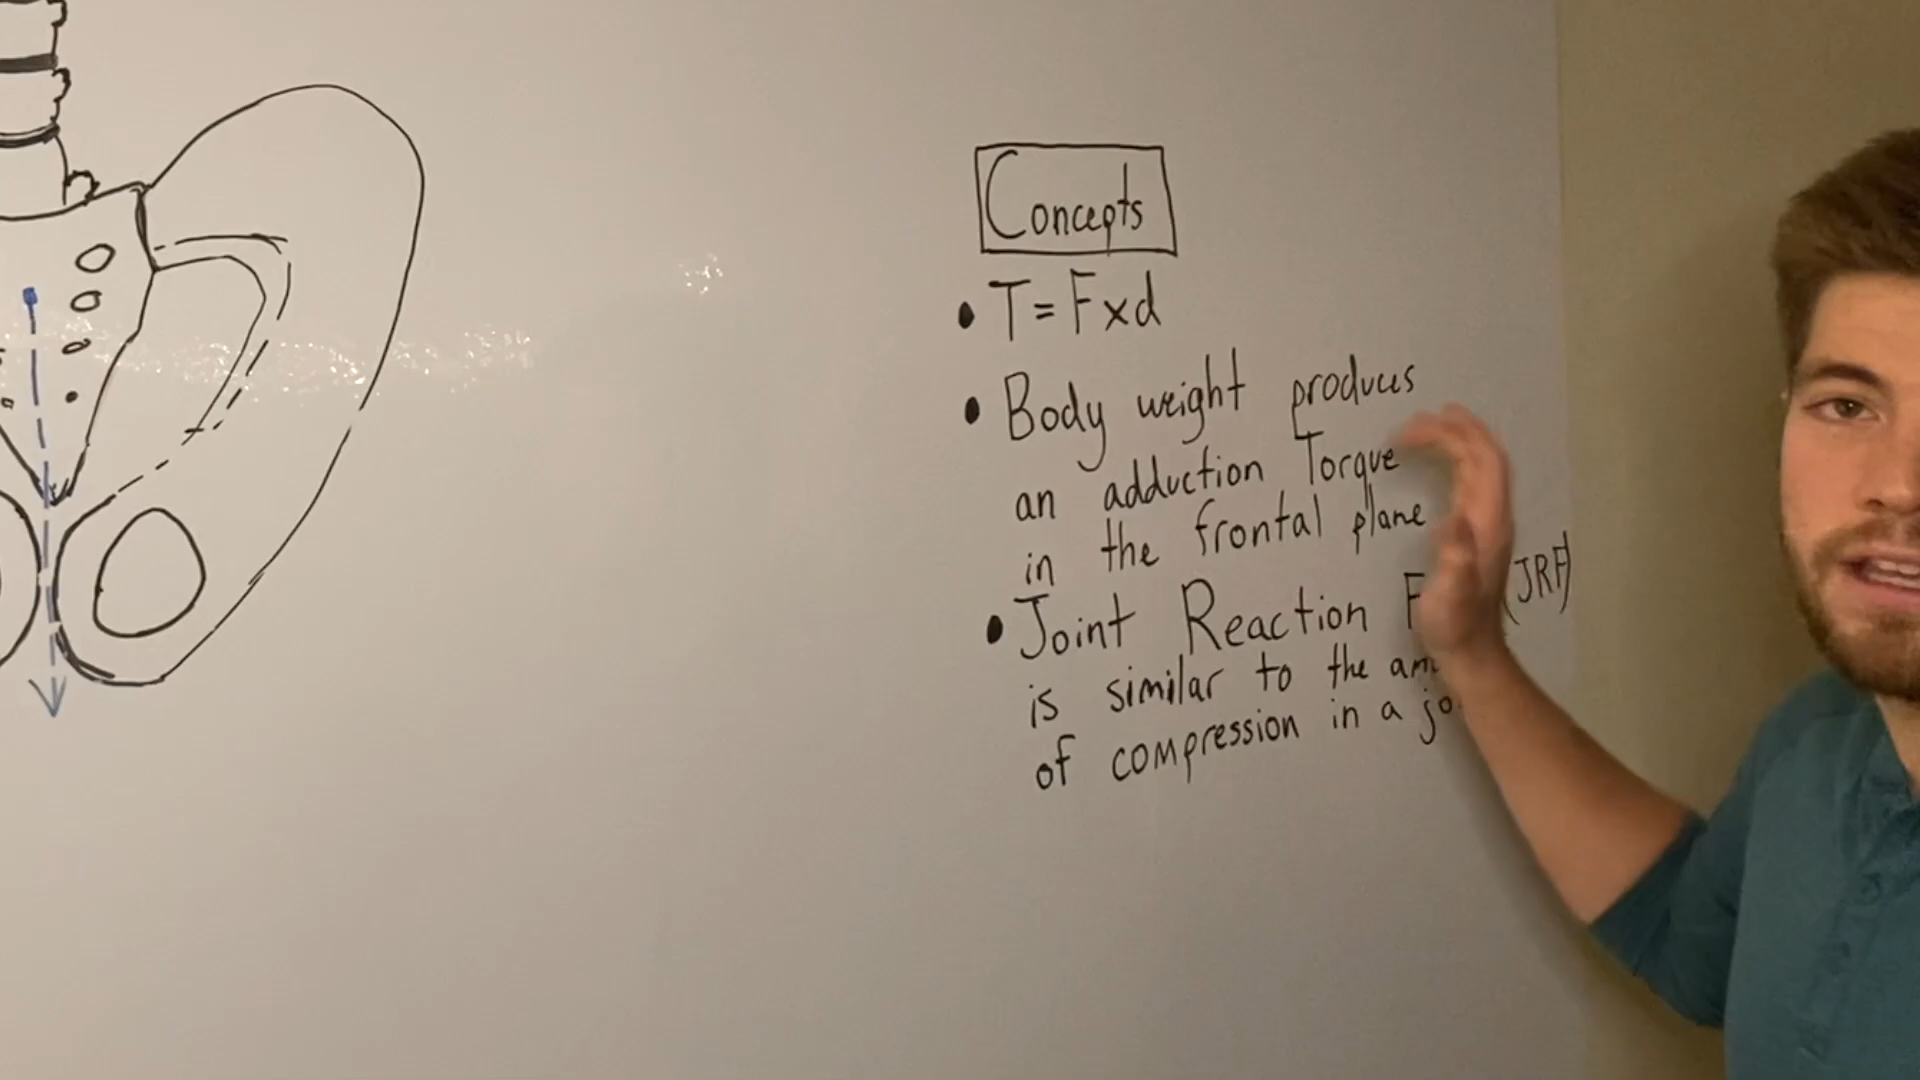 Concepts
• T = F x d
• Body weight produces
an adduction Torque
in the frontal plane
• Joint Reaction (JRF)
is similar to the
of compression in a